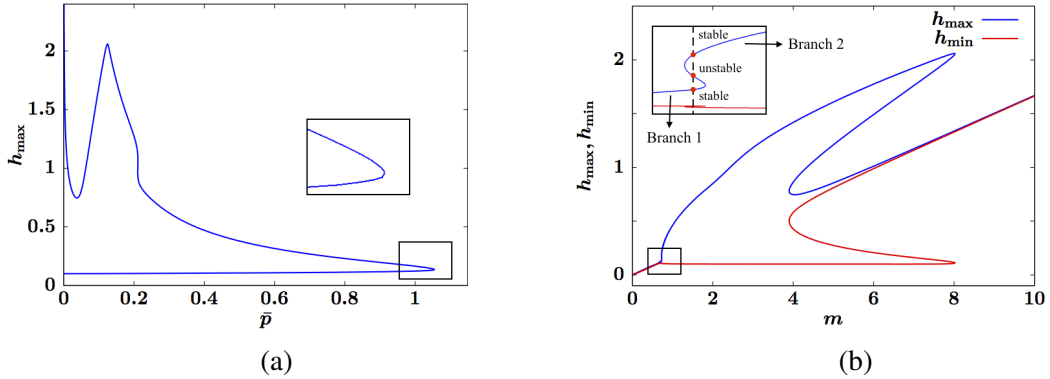 2
1.5
1
0.5
0
h_max
0 0.2 0.4 0.6 0.8 1
p̄
(a)
h_max
h_min
stable
Branch 2
unstable
stable
Branch 1
2
1
0
h_max, h_min
0 2 4 6 8 10
m
(b)